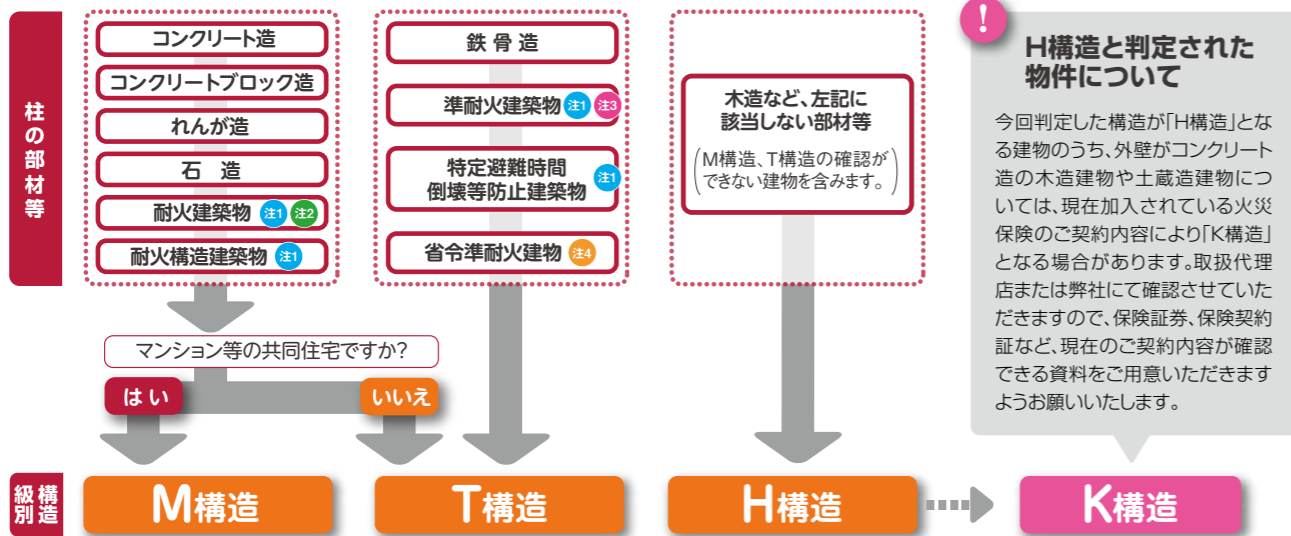 柱の部材等
コンクリート造
コンクリートブロック造
れんが造
石 造
耐火建築物 注1 注2
耐火構造建築物 注1
鉄 骨 造
準耐火建築物 注1 注3
特定避難時間
倒壊等防止建築物 注1
省令準耐火建物 注4
木造など、左記に
該当しない部材等
(M構造、T構造の確認が
できない建物を含みます。)
マンション等の共同住宅ですか?
はい
いいえ
構造級別
M構造
T構造
H構造
K構造
!
H構造と判定された
物件について
今回判定した構造が「H構造」とな
る建物のうち、外壁がコンクリート
造の木造建物や土蔵造建物につ
いては、現在加入されている火災
保険のご契約内容により「K構造」
となる場合があります。取扱代理
店または弊社にて確認させていた
だきますので、保険証券、保険契約
証など、現在のご契約内容が確認
できる資料をご用意いただきます
ようお願いいたします。